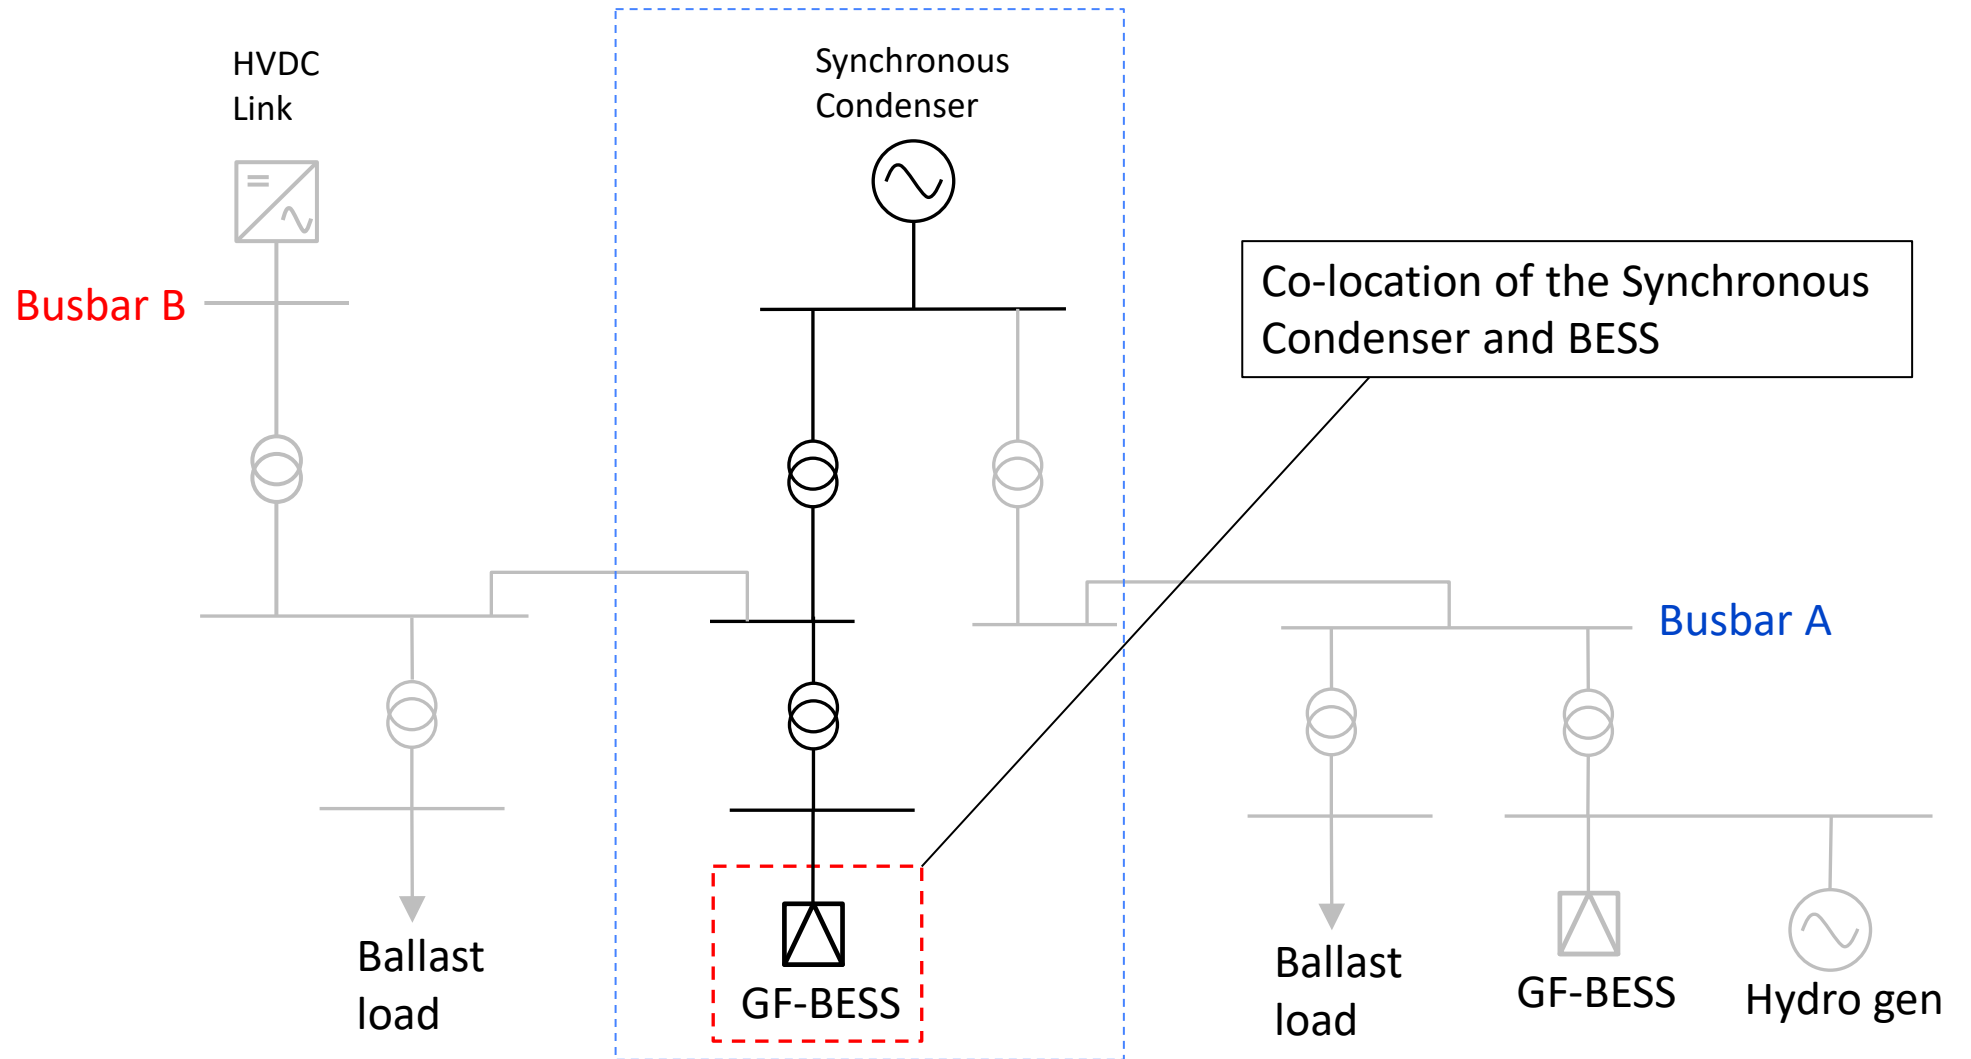 HVDC
Link
Synchronous
Condenser
Busbar B
Co-location of the Synchronous
Condenser and BESS
Busbar A
Ballast
load
GF-BESS
Ballast
load
GF-BESS
Hydro gen